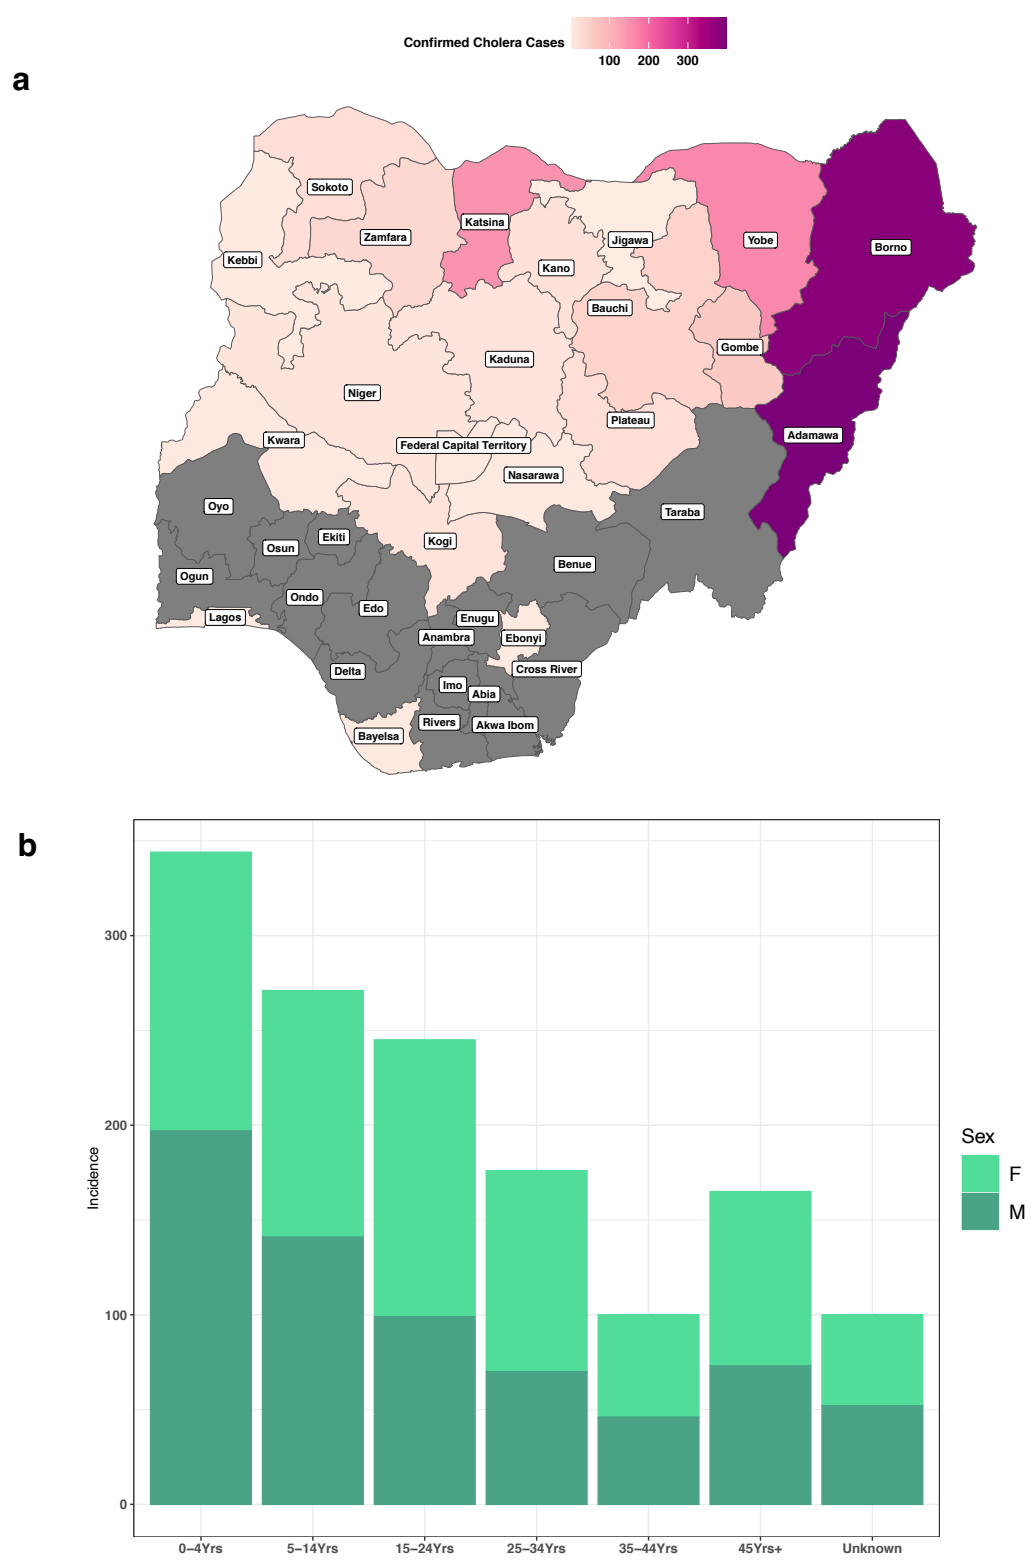 Confirmed Cholera Cases
100 200 300
a
Sokoto
Katsina
Zamfara
Jigawa
Yobe
Borno
Kebbi
Kano
Bauchi
Gombe
Kaduna
Niger
Plateau
Adamawa
Kwara
Federal Capital Territory
Nasarawa
Oyo
Taraba
Ekiti
Kogi
Osun
Benue
Ogun
Ondo
Edo
Lagos
Enugu
Anambra
Ebonyi
Delta
Cross River
Imo
Abia
Rivers
Akwa Ibom
Bayelsa
b
300
200
100
0
Incidence
Sex
F
M
0–4Yrs 5–14Yrs 15–24Yrs 25–34Yrs 35–44Yrs 45Yrs+ Unknown